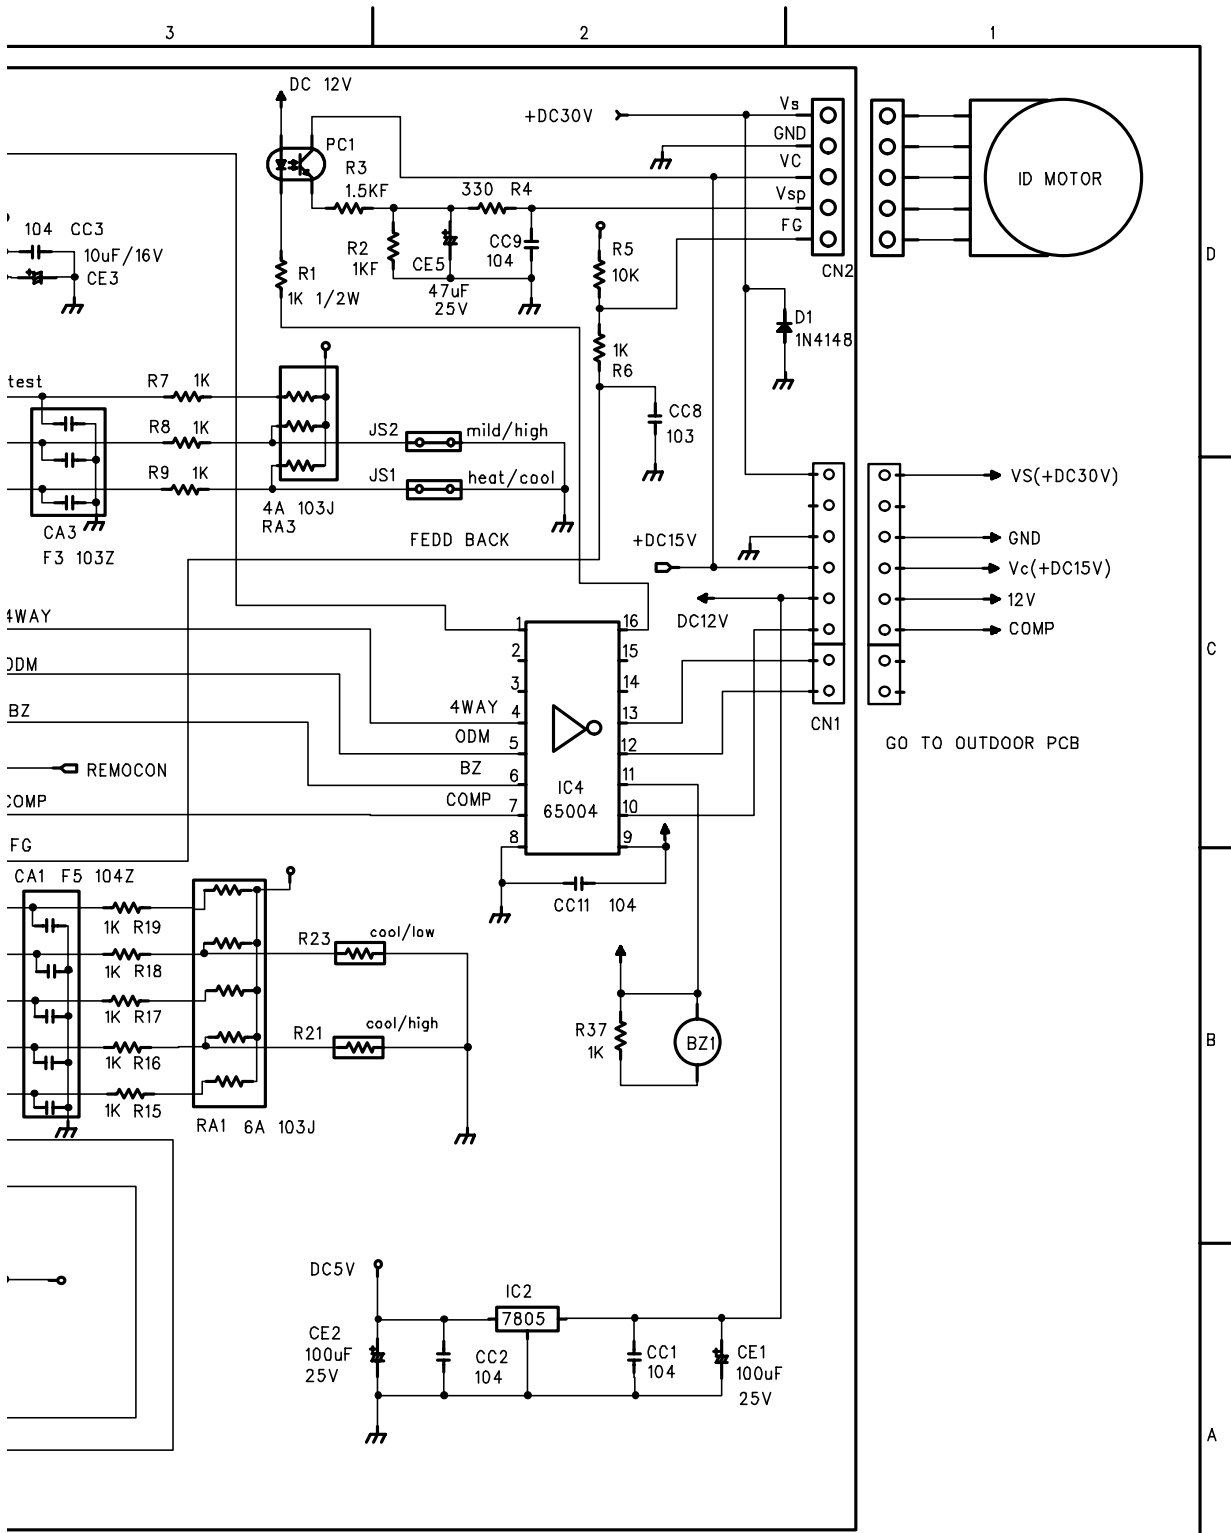 3
2
1
DC 12V
+DC30V
Vs
GND
VC
Vsp
FG
CN2
ID MOTOR
PC1
R3
1.5KF
330 R4
104 CC3
10uF/16V
CE3
R2
1KF
CE5
47uF
25V
CC9
104
R5
10K
R1
1K 1/2W
D
D1
1N4148
1K
R6
test
R7 1K
R8 1K
R9 1K
JS2
mild/high
JS1
heat/cool
CC8
103
4A 103J
RA3
CA3
F3 103Z
FEDD BACK
+DC15V
VS(+DC30V)
GND
Vc(+DC15V)
12V
COMP
DC12V
CN1
GO TO OUTDOOR PCB
C
4WAY
ODM
BZ
REMOCON
COMP
FG
1
2
3
4WAY 4
ODM 5
BZ 6
COMP 7
8
16
15
14
13
12
11
10
9
IC4
65004
CC11 104
CA1 F5 104Z
1K R19
1K R18
1K R17
1K R16
1K R15
R23
cool/low
R21
cool/high
RA1 6A 103J
R37
1K
BZ1
B
DC5V
IC2
7805
CE2
100uF
25V
CC2
104
CC1
104
CE1
100uF
25V
A